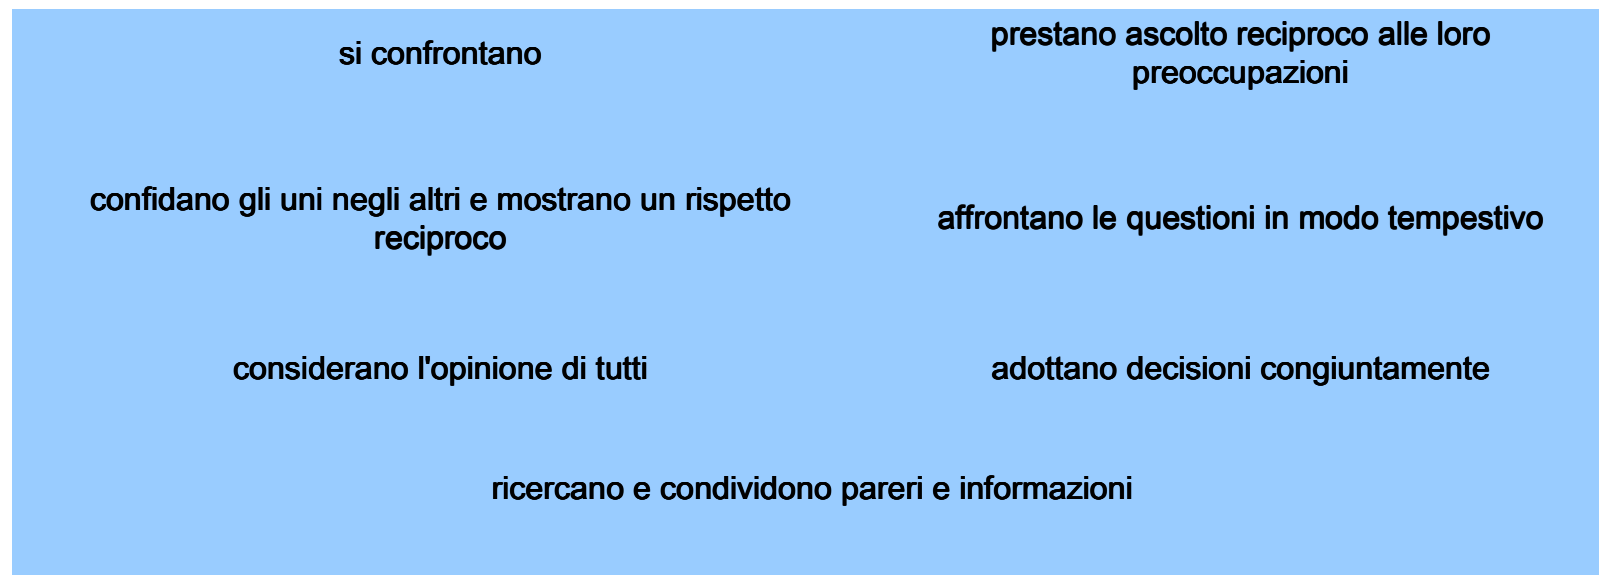 si confrontano
prestano ascolto reciproco alle loro
preoccupazioni
confidano gli uni negli altri e mostrano un rispetto
reciproco
affrontano le questioni in modo tempestivo
considerano l'opinione di tutti
adottano decisioni congiuntamente
ricercano e condividono pareri e informazioni